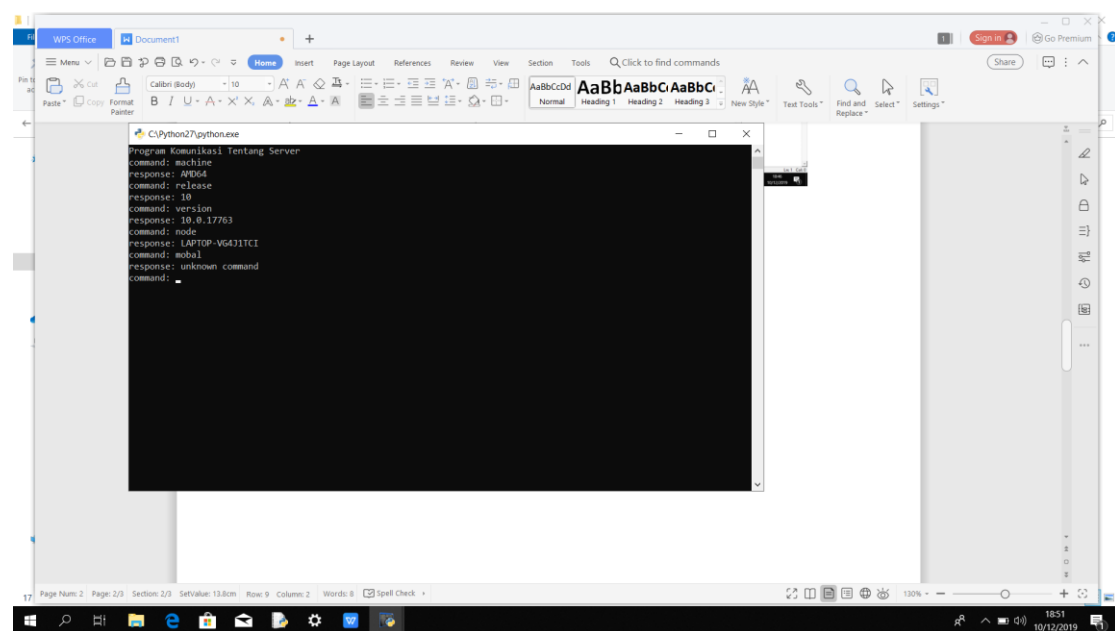 WPS Office
Document1
1
Sign in
Go Premium
Menu
Home
Insert
Page Layout
References
Review
View
Section
Tools
Click to find commands
Share
Paste
Cut
Copy
Format
Painter
Calibri (Body)
10
AaBbCcDd
Normal
AaBb
Heading 1
AaBbC
Heading 2
AaBbC
Heading 3
New Style
Text Tools
Find and
Replace
Select
Settings
C:\Python27\python.exe
Program Komunikasi Tentang Server
command: machine
response: AMD64
command: release
response: 10
command: version
response: 10.0.17763
command: node
response: LAPTOP-VG4J1TCI
command: mobal
response: unknown command
command:
Page Num: 2 Page: 2/3 Section: 2/3 SetValue: 13.8cm Row: 9 Column: 2 Words: 8 Spell Check
130%
17
18:51
10/12/2019